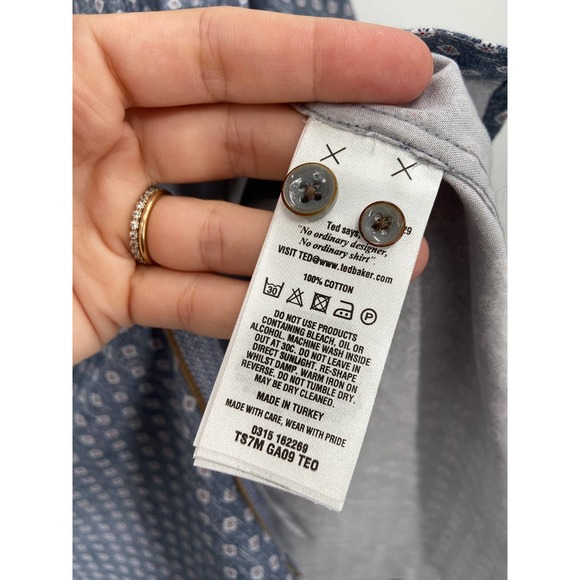 9
Ted says,
"No ordinary designer,
No ordinary shirt".
VISIT TED@www.tedbaker.com
100% COTTON
30 P
DO NOT USE PRODUCTS
CONTAINING BLEACH, OIL OR
ALCOHOL. MACHINE WASH INSIDE
OUT AT 30C. DO NOT LEAVE IN
DIRECT SUNLIGHT. RE-SHAPE
WHILST DAMP. WARM IRON ON
REVERSE. DO NOT TUMBLE DRY.
MAY BE DRY CLEANED.
MADE IN TURKEY
MADE WITH CARE, WEAR WITH PRIDE
0315 162269
TS7M GA09 TEO